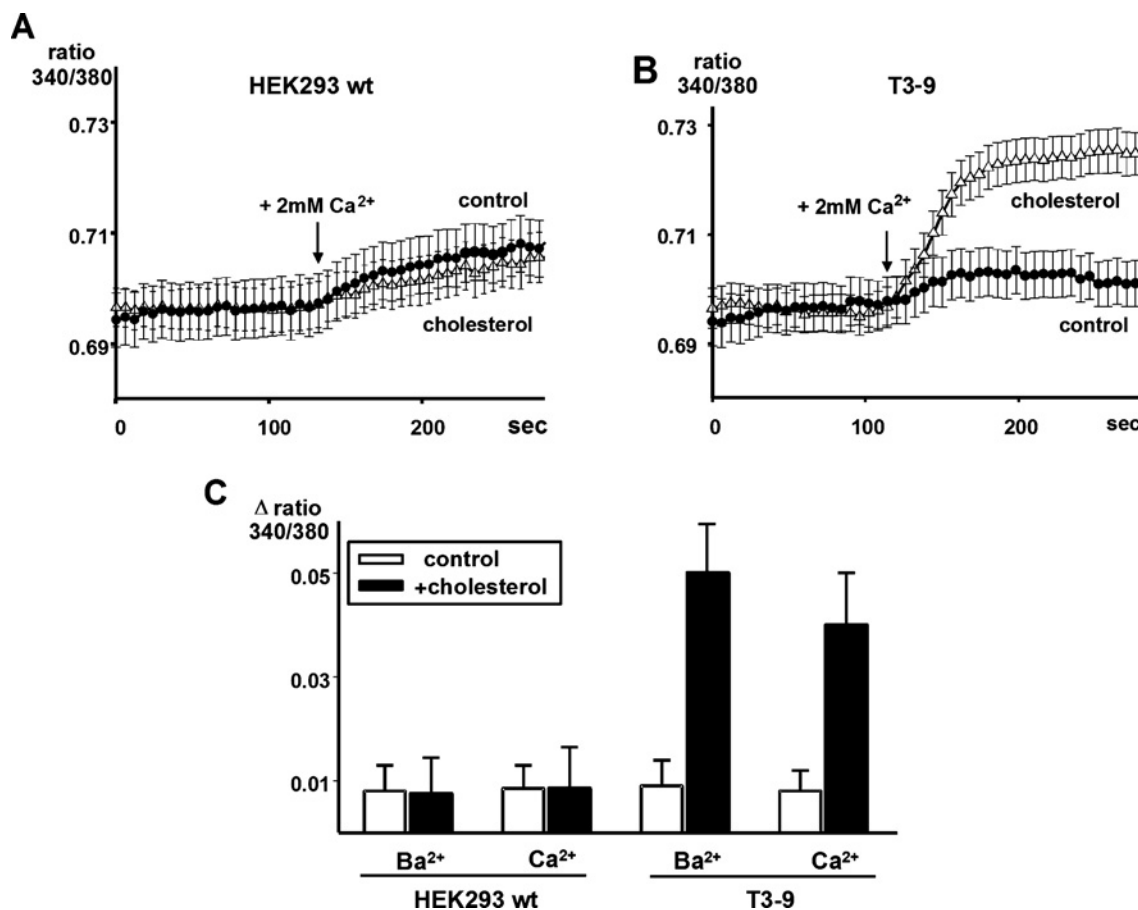 A
ratio
340/380
HEK293 wt
0.73
0.71
0.69
+ 2mM Ca²⁺
control
cholesterol
0
100
200
sec
B
ratio
340/380
T3-9
0.73
0.71
0.69
+ 2mM Ca²⁺
cholesterol
control
0
200
sec
C
Δ ratio
340/380
control
+cholesterol
0.05
0.03
0.01
Ba²⁺ Ca²⁺ Ba²⁺ Ca²⁺
HEK293 wt T3-9